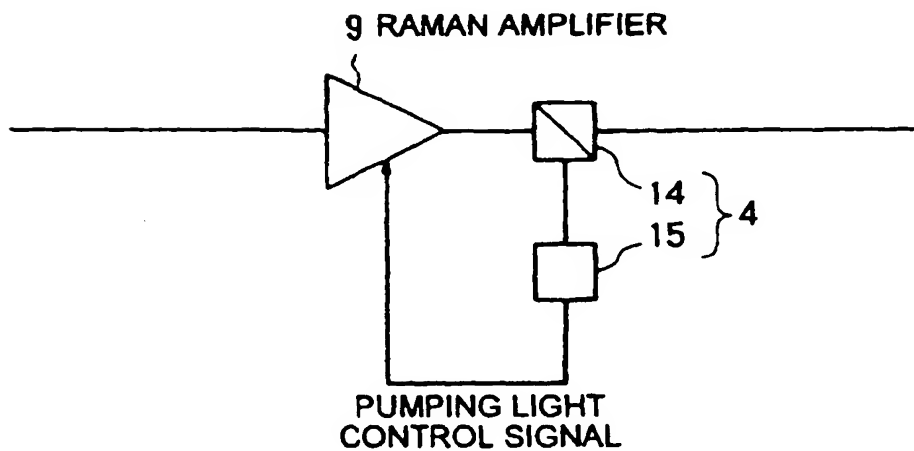 9 RAMAN AMPLIFIER
14
15
4
PUMPING LIGHT
CONTROL SIGNAL